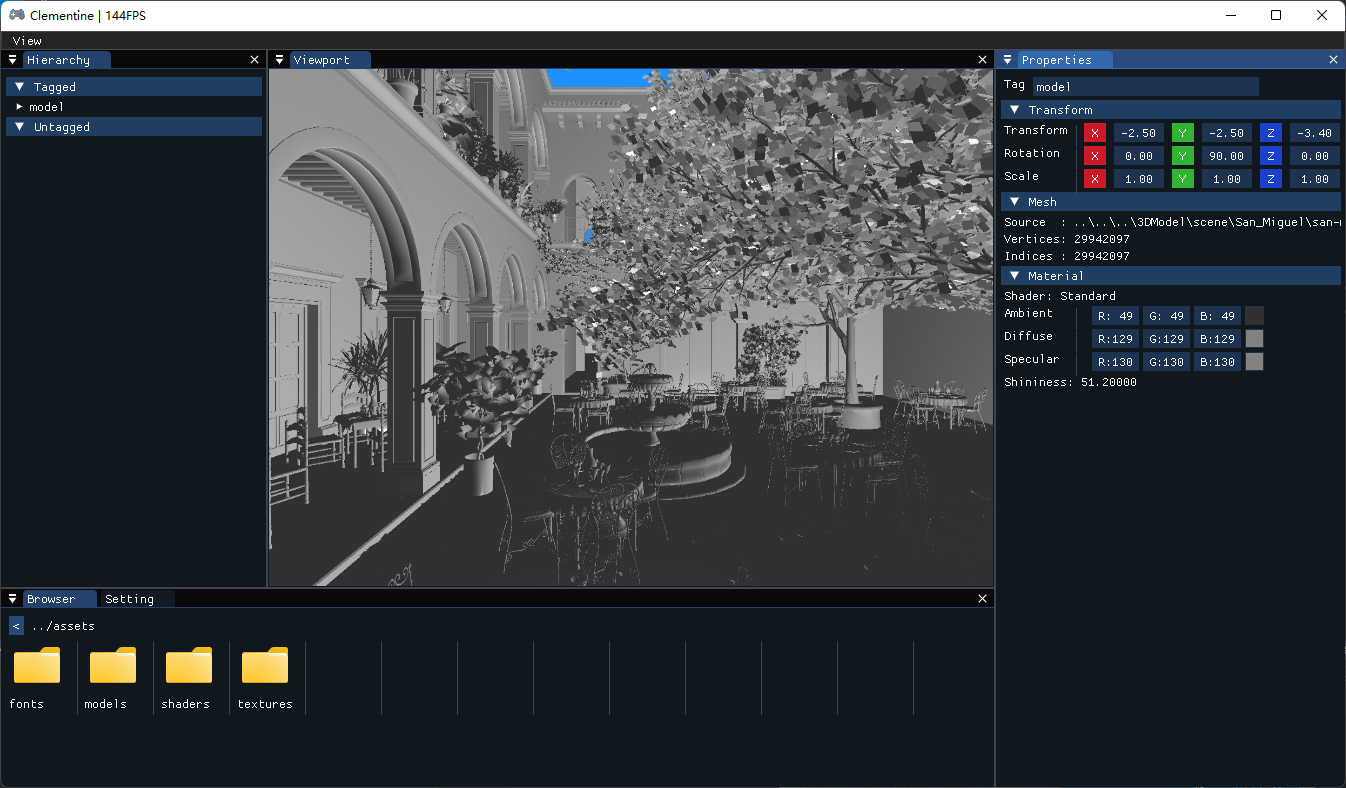 Clementine | 144FPS
View
Hierarchy
Tagged
model
Untagged
Viewport
Properties
Tag model
Transform
Transform X -2.50 Y -2.50 Z -3.40
Rotation X 0.00 Y 90.00 Z 0.00
Scale X 1.00 Y 1.00 Z 1.00
Mesh
Source : ..\..\..\3DModel\scene\San_Miguel\san-
Vertices: 29942097
Indices : 29942097
Material
Shader: Standard
Ambient R: 49 G: 49 B: 49
Diffuse R:129 G:129 B:129
Specular R:130 G:130 B:130
Shininess: 51.20000
Browser Setting
< ../assets
fonts models shaders textures